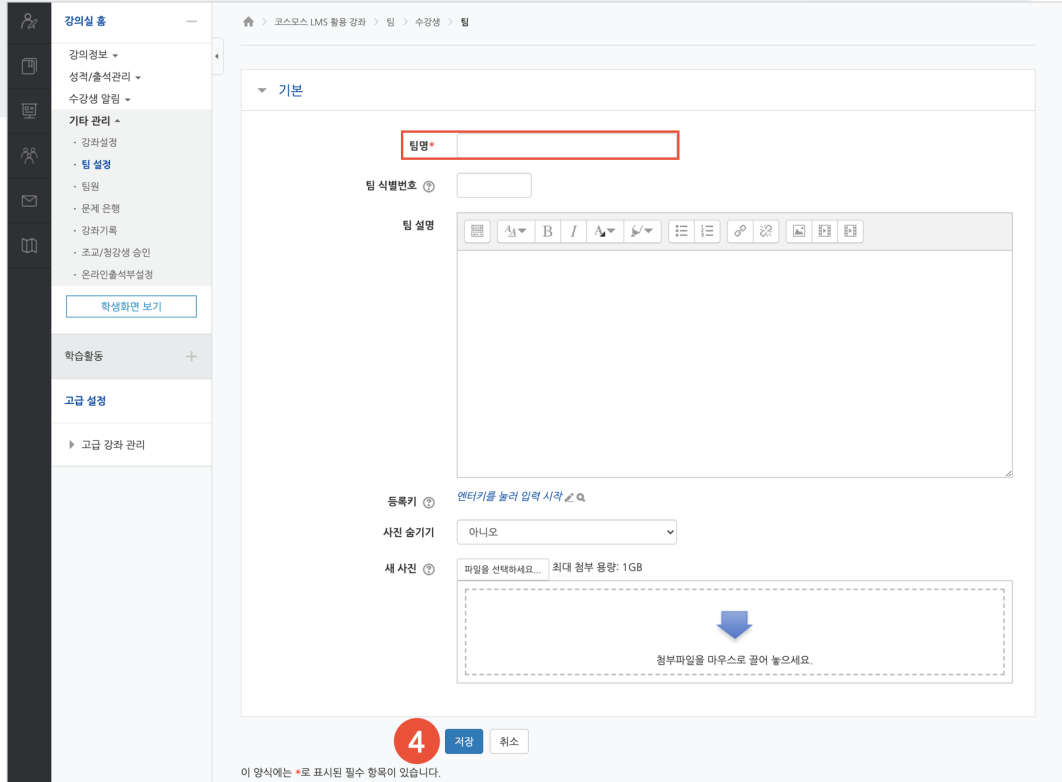 강의실 홈
강의정보
성적/출석관리
수강생 알림
기타 관리
· 강좌설정
· 팀 설정
· 팀원
· 문제 은행
· 강좌기록
· 조교/청강생 승인
· 온라인출석부설정
학생화면 보기
학습활동
고급 설정
고급 강좌 관리
코스모스 LMS 활용 강좌 > 팀 > 수강생 > 팀
기본
팀명*
팀 식별번호 ?
팀 설명
B I
등록키 ? 엔터키를 눌러 입력 시작
사진 숨기기 아니오
새 사진 ? 파일을 선택하세요... 최대 첨부 용량: 1GB
첨부파일을 마우스로 끌어 놓으세요.
4 저장 취소
이 양식에는 *로 표시된 필수 항목이 있습니다.